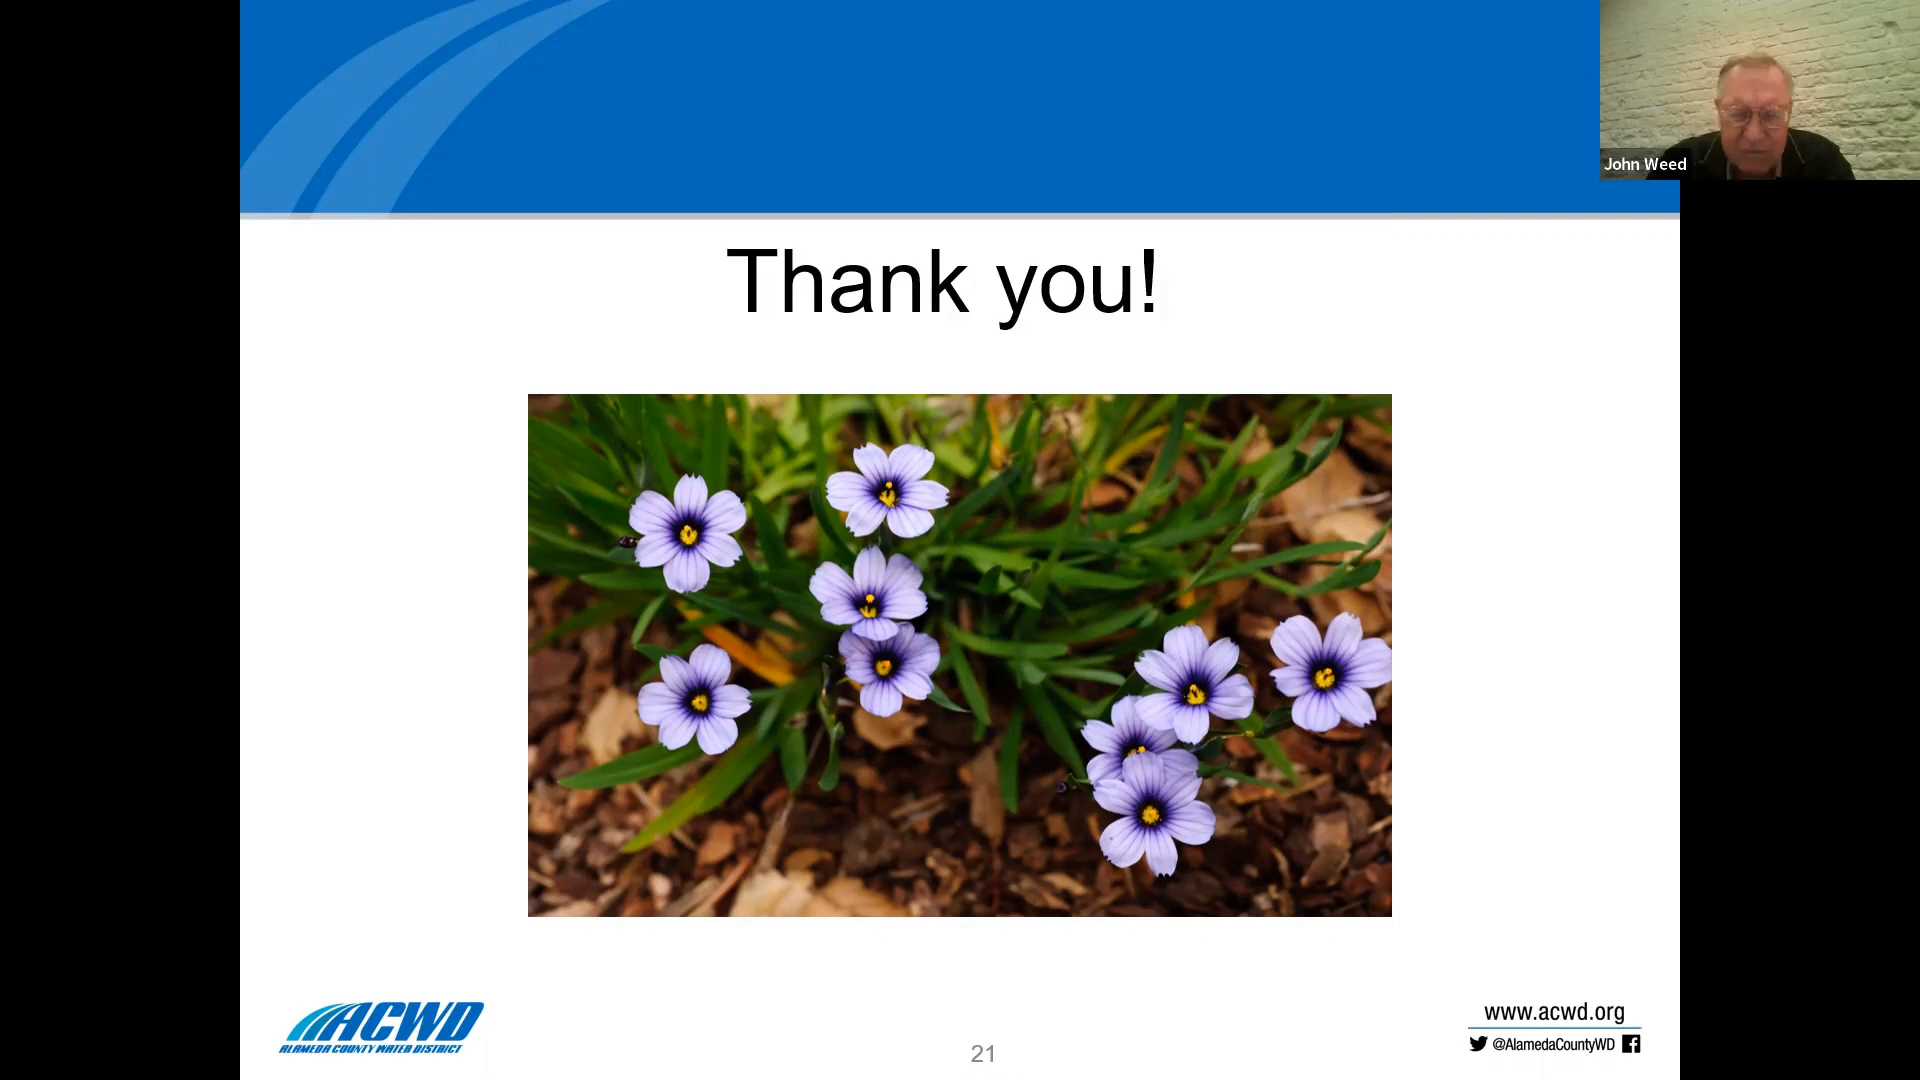 John Weed
Thank you!
ACWD
ALAMEDA COUNTY WATER DISTRICT
21
www.acwd.org
@AlamedaCountyWD